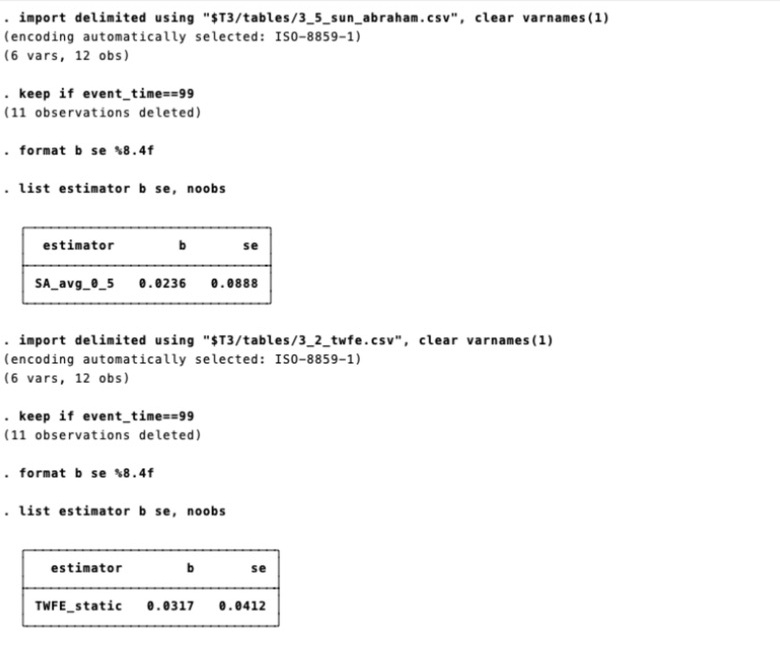 . import delimited using "$T3/tables/3_5_sun_abraham.csv", clear varnames(1)
(encoding automatically selected: ISO-8859-1)
(6 vars, 12 obs)
. keep if event_time==99
(11 observations deleted)
. format b se %8.4f
. list estimator b se, noobs
estimator b se
SA_avg_0_5 0.0236 0.0888
. import delimited using "$T3/tables/3_2_twfe.csv", clear varnames(1)
(encoding automatically selected: ISO-8859-1)
(6 vars, 12 obs)
. keep if event_time==99
(11 observations deleted)
. format b se %8.4f
. list estimator b se, noobs
estimator b se
TWFE_static 0.0317 0.0412